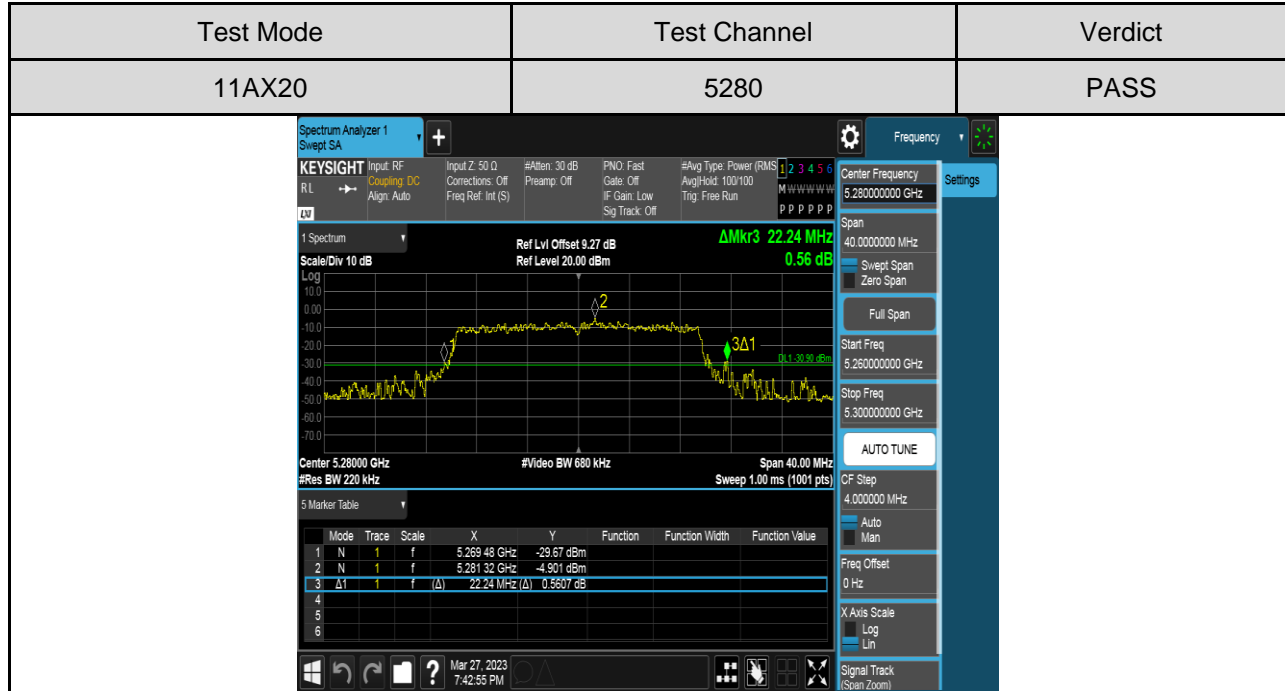 Test Mode Test Channel Verdict
11AX20 5280 PASS
Spectrum Analyzer 1
Swept SA
+
Frequency
KEYSIGHT Input: RF Input Z: 50 Ω #Atten: 30 dB PNO: Fast #Avg Type: Power (RMS 1 2 3 4 5 6
RL Coupling: DC Corrections: Off Preamp: Off Gate: Off Avg|Hold: 100/100 M W W W W W
Align: Auto Freq Ref: Int (S) IF Gain: Low Trig: Free Run
LXI Sig Track: Off P P P P P P
Center Frequency Settings
5.280000000 GHz
1 Spectrum Ref Lvl Offset 9.27 dB ΔMkr3 22.24 MHz
Scale/Div 10 dB Ref Level 20.00 dBm 0.56 dB
Log
10.0
0.00
-10.0
-20.0
-30.0
-40.0
-50.0
-60.0
-70.0
1
2
3Δ1
DL1 -30.90 dBm
Center 5.28000 GHz #Video BW 680 kHz Span 40.00 MHz
#Res BW 220 kHz Sweep 1.00 ms (1001 pts)
Span
40.0000000 MHz
Swept Span
Zero Span
Full Span
Start Freq
5.260000000 GHz
Stop Freq
5.300000000 GHz
AUTO TUNE
CF Step
4.000000 MHz
Auto
Man
Freq Offset
0 Hz
X Axis Scale
Log
Lin
Signal Track
(Span Zoom)
5 Marker Table
Mode Trace Scale X Y Function Function Width Function Value
1 N 1 f 5.269 48 GHz -29.67 dBm
2 N 1 f 5.281 32 GHz -4.901 dBm
3 Δ1 1 f (Δ) 22.24 MHz (Δ) 0.5607 dB
4
5
6
?
Mar 27, 2023
7:42:55 PM